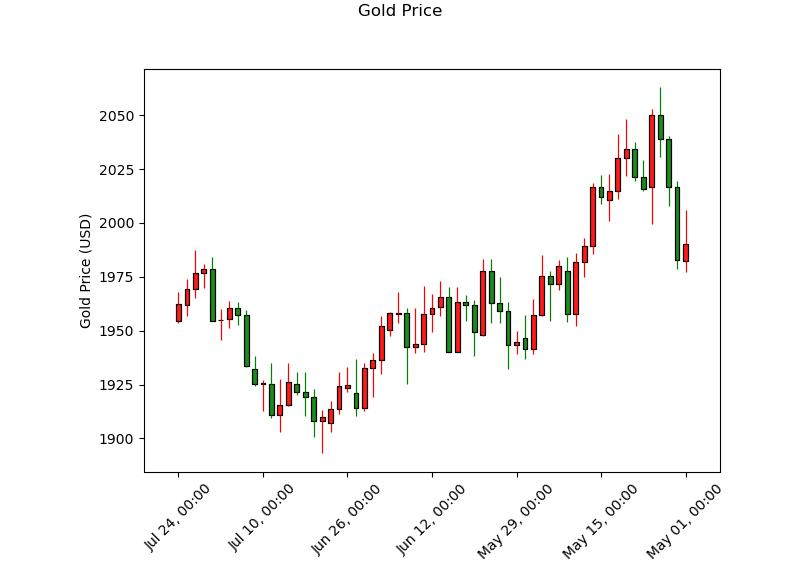 Gold Price
Gold Price (USD)
2050
2025
2000
1975
1950
1925
1900
Jul 24, 00:00
Jul 10, 00:00
Jun 26, 00:00
Jun 12, 00:00
May 29, 00:00
May 15, 00:00
May 01, 00:00